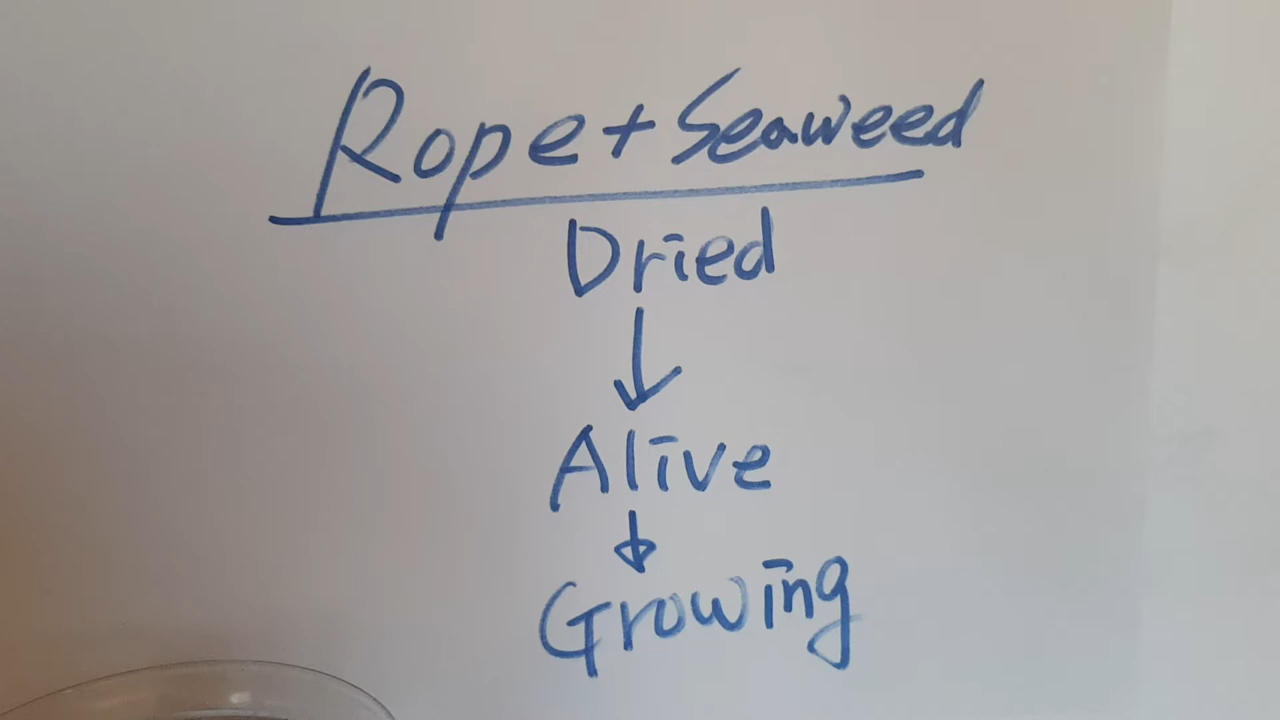 Rope + Seaweed
Dried
↓
Alive
↓
Growing